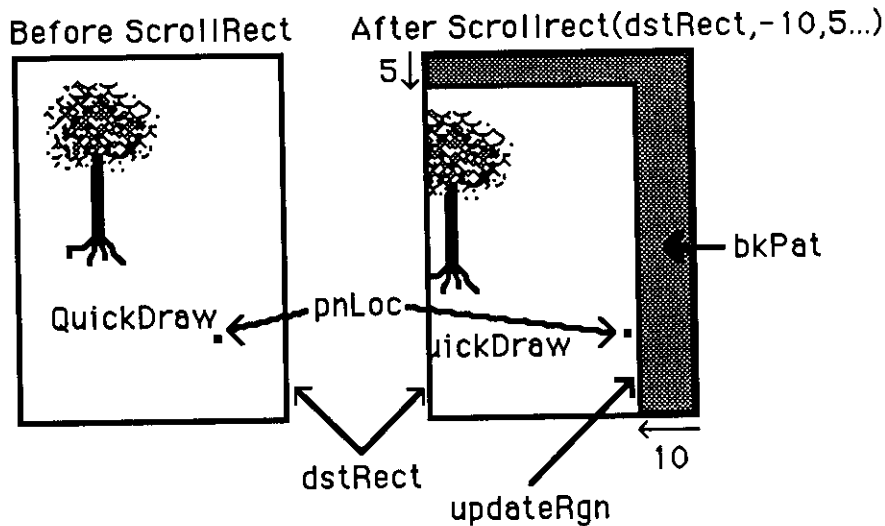 Before ScrollRect
After Scrollrect(dstRect,-10,5...)
5
bkPat
QuickDraw
pnLoc
uickDraw
dstRect
10
updateRgn